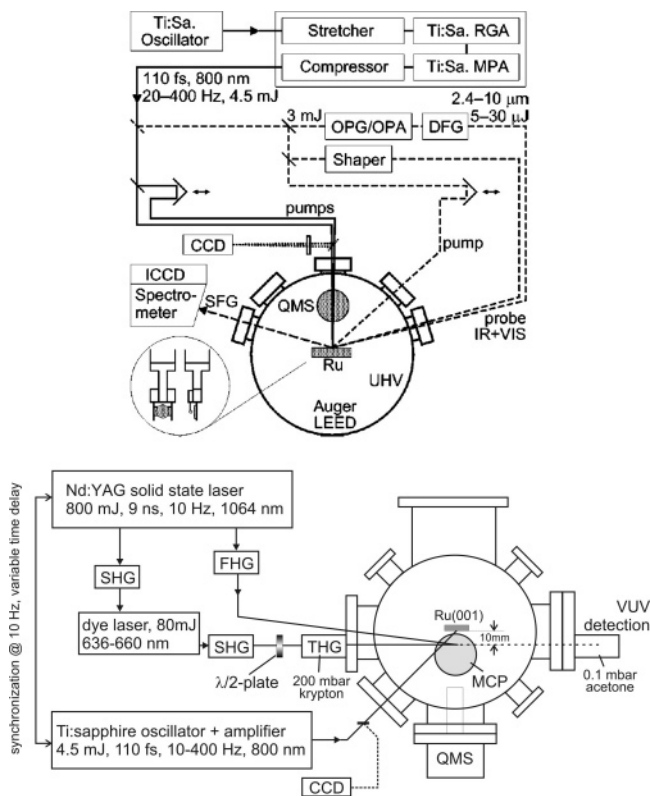 Ti:Sa.
Oscillator
Stretcher
Ti:Sa. RGA
Compressor
Ti:Sa. MPA
110 fs, 800 nm
20–400 Hz, 4.5 mJ
2.4–10 μm
3 mJ
OPG/OPA
DFG
5–30 μJ
Shaper
pumps
CCD
pump
ICCD
Spectro-
meter
SFG
QMS
probe
IR+VIS
Ru
UHV
Auger
LEED
synchronization @ 10 Hz, variable time delay
Nd:YAG solid state laser
800 mJ, 9 ns, 10 Hz, 1064 nm
SHG
FHG
dye laser, 80mJ
636-660 nm
SHG
λ/2-plate
THG
200 mbar
krypton
Ru(001)
10mm
MCP
VUV
detection
0.1 mbar
acetone
Ti:sapphire oscillator + amplifier
4.5 mJ, 110 fs, 10-400 Hz, 800 nm
CCD
QMS